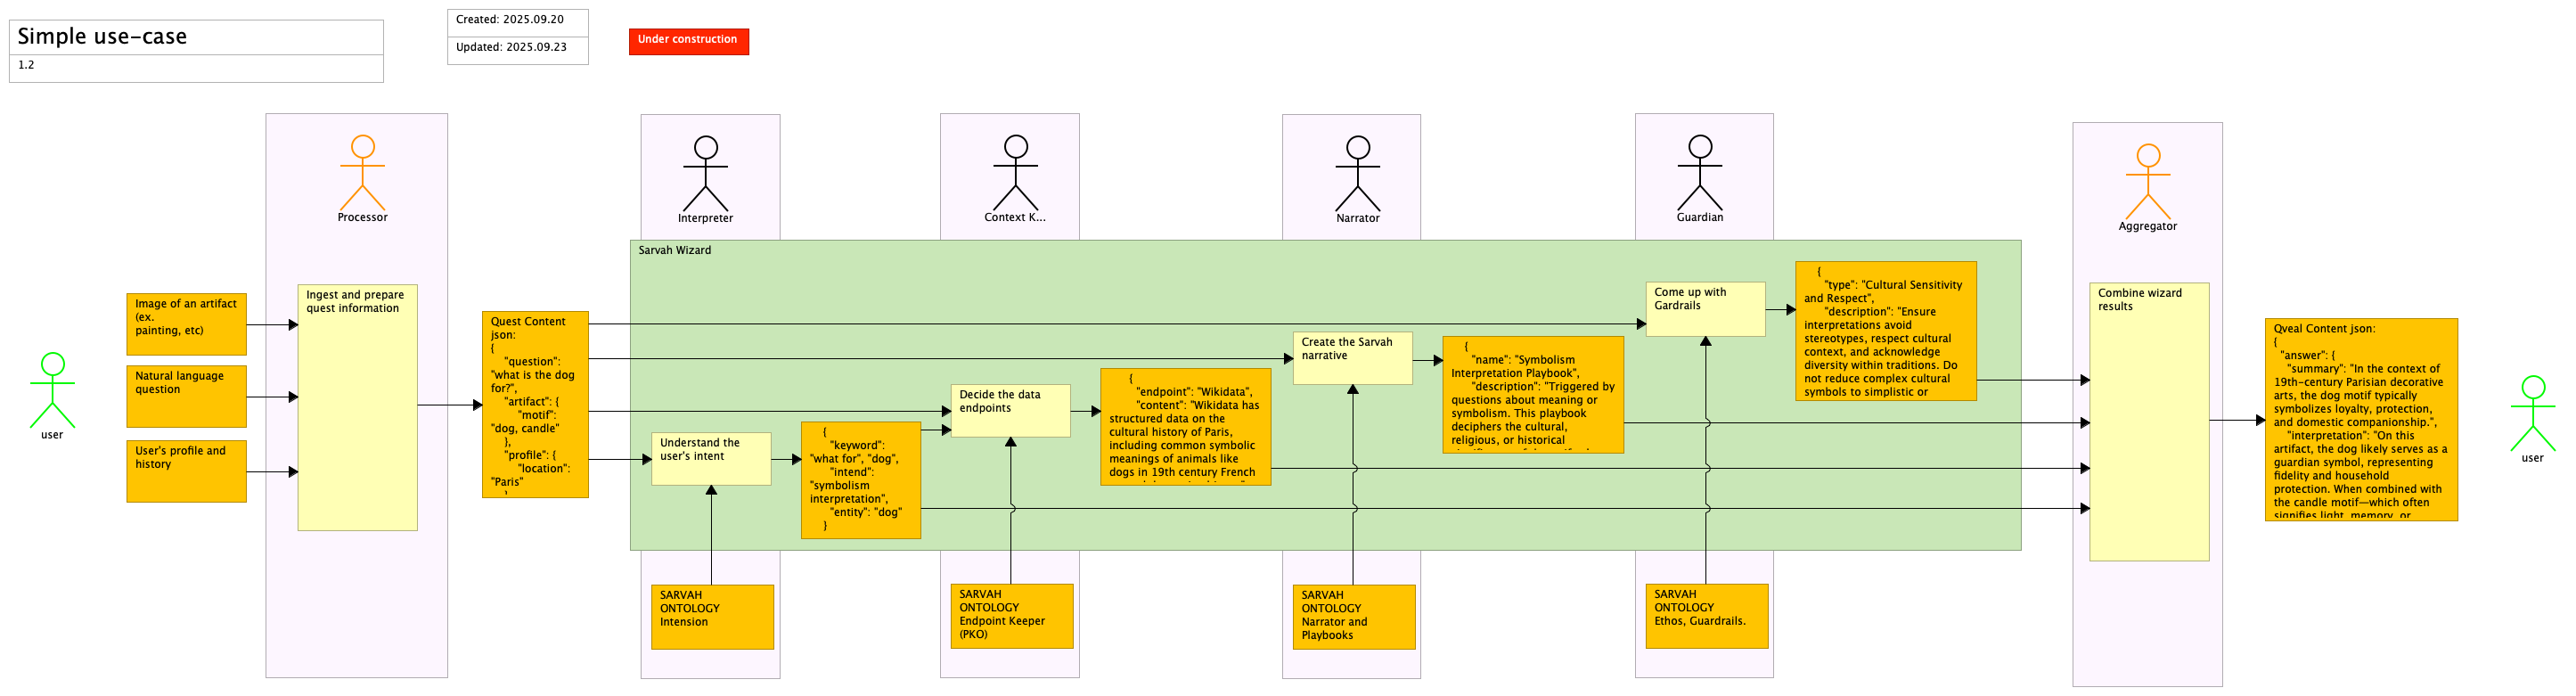 Simple use-case
1.2
Created: 2025.09.20
Updated: 2025.09.23
Under construction
Processor
Interpreter
Context K...
Narrator
Guardian
Aggregator
Sarvah Wizard
user
Image of an artifact
(ex.
painting, etc)
Natural language
question
User's profile and
history
Ingest and prepare
quest information
Quest Content
json:
{
"question":
"what is the dog
for?",
"artifact": {
"motif":
"dog, candle"
},
"profile": {
"location":
"Paris"
}
Understand the
user's intent
{
"keyword":
"what for", "dog",
"intend":
"symbolism
interpretation",
"entity": "dog"
}
Decide the data
endpoints
{
"endpoint": "Wikidata",
"content": "Wikidata has
structured data on the
cultural history of Paris,
including common symbolic
meanings of animals like
dogs in 19th century French
Create the Sarvah
narrative
{
"name": "Symbolism
Interpretation Playbook",
"description": "Triggered by
questions about meaning or
symbolism. This playbook
deciphers the cultural,
religious, or historical
Come up with
Gardrails
{
"type": "Cultural Sensitivity
and Respect",
"description": "Ensure
interpretations avoid
stereotypes, respect cultural
context, and acknowledge
diversity within traditions. Do
not reduce complex cultural
symbols to simplistic or
Combine wizard
results
Qveal Content json:
{
"answer": {
"summary": "In the context of
19th-century Parisian decorative
arts, the dog motif typically
symbolizes loyalty, protection,
and domestic companionship.",
"interpretation": "On this
artifact, the dog likely serves as a
guardian symbol, representing
fidelity and household
protection. When combined with
the candle motif—which often
signifies light, memory, or
user
SARVAH
ONTOLOGY
Intension
SARVAH
ONTOLOGY
Endpoint Keeper
(PKO)
SARVAH
ONTOLOGY
Narrator and
Playbooks
SARVAH
ONTOLOGY
Ethos, Guardrails.